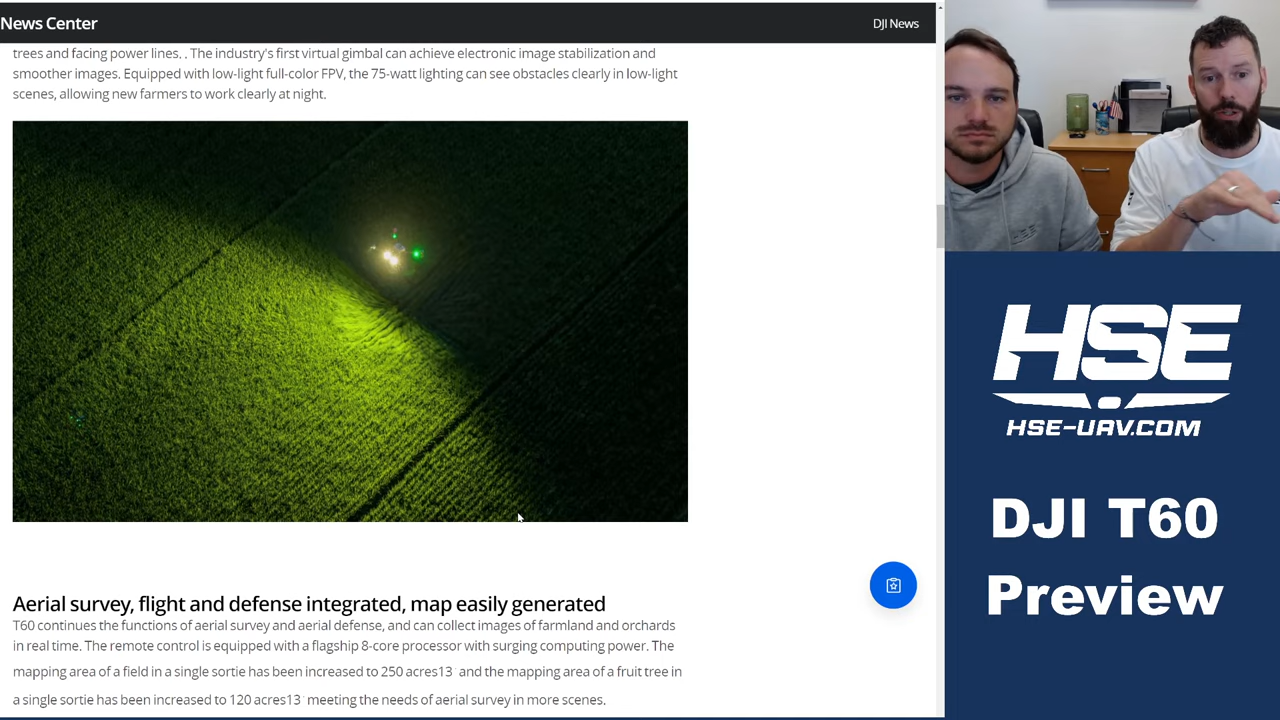 News Center
DJI News
trees and facing power lines. . The industry's first virtual gimbal can achieve electronic image stabilization and
smoother images. Equipped with low-light full-color FPV, the 75-watt lighting can see obstacles clearly in low-light
scenes, allowing new farmers to work clearly at night.
Aerial survey, flight and defense integrated, map easily generated
T60 continues the functions of aerial survey and aerial defense, and can collect images of farmland and orchards
in real time. The remote control is equipped with a flagship 8-core processor with surging computing power. The
mapping area of a field in a single sortie has been increased to 250 acres13 and the mapping area of a fruit tree in
a single sortie has been increased to 120 acres13 meeting the needs of aerial survey in more scenes.
HSE
HSE-UAV.COM
DJI T60
Preview